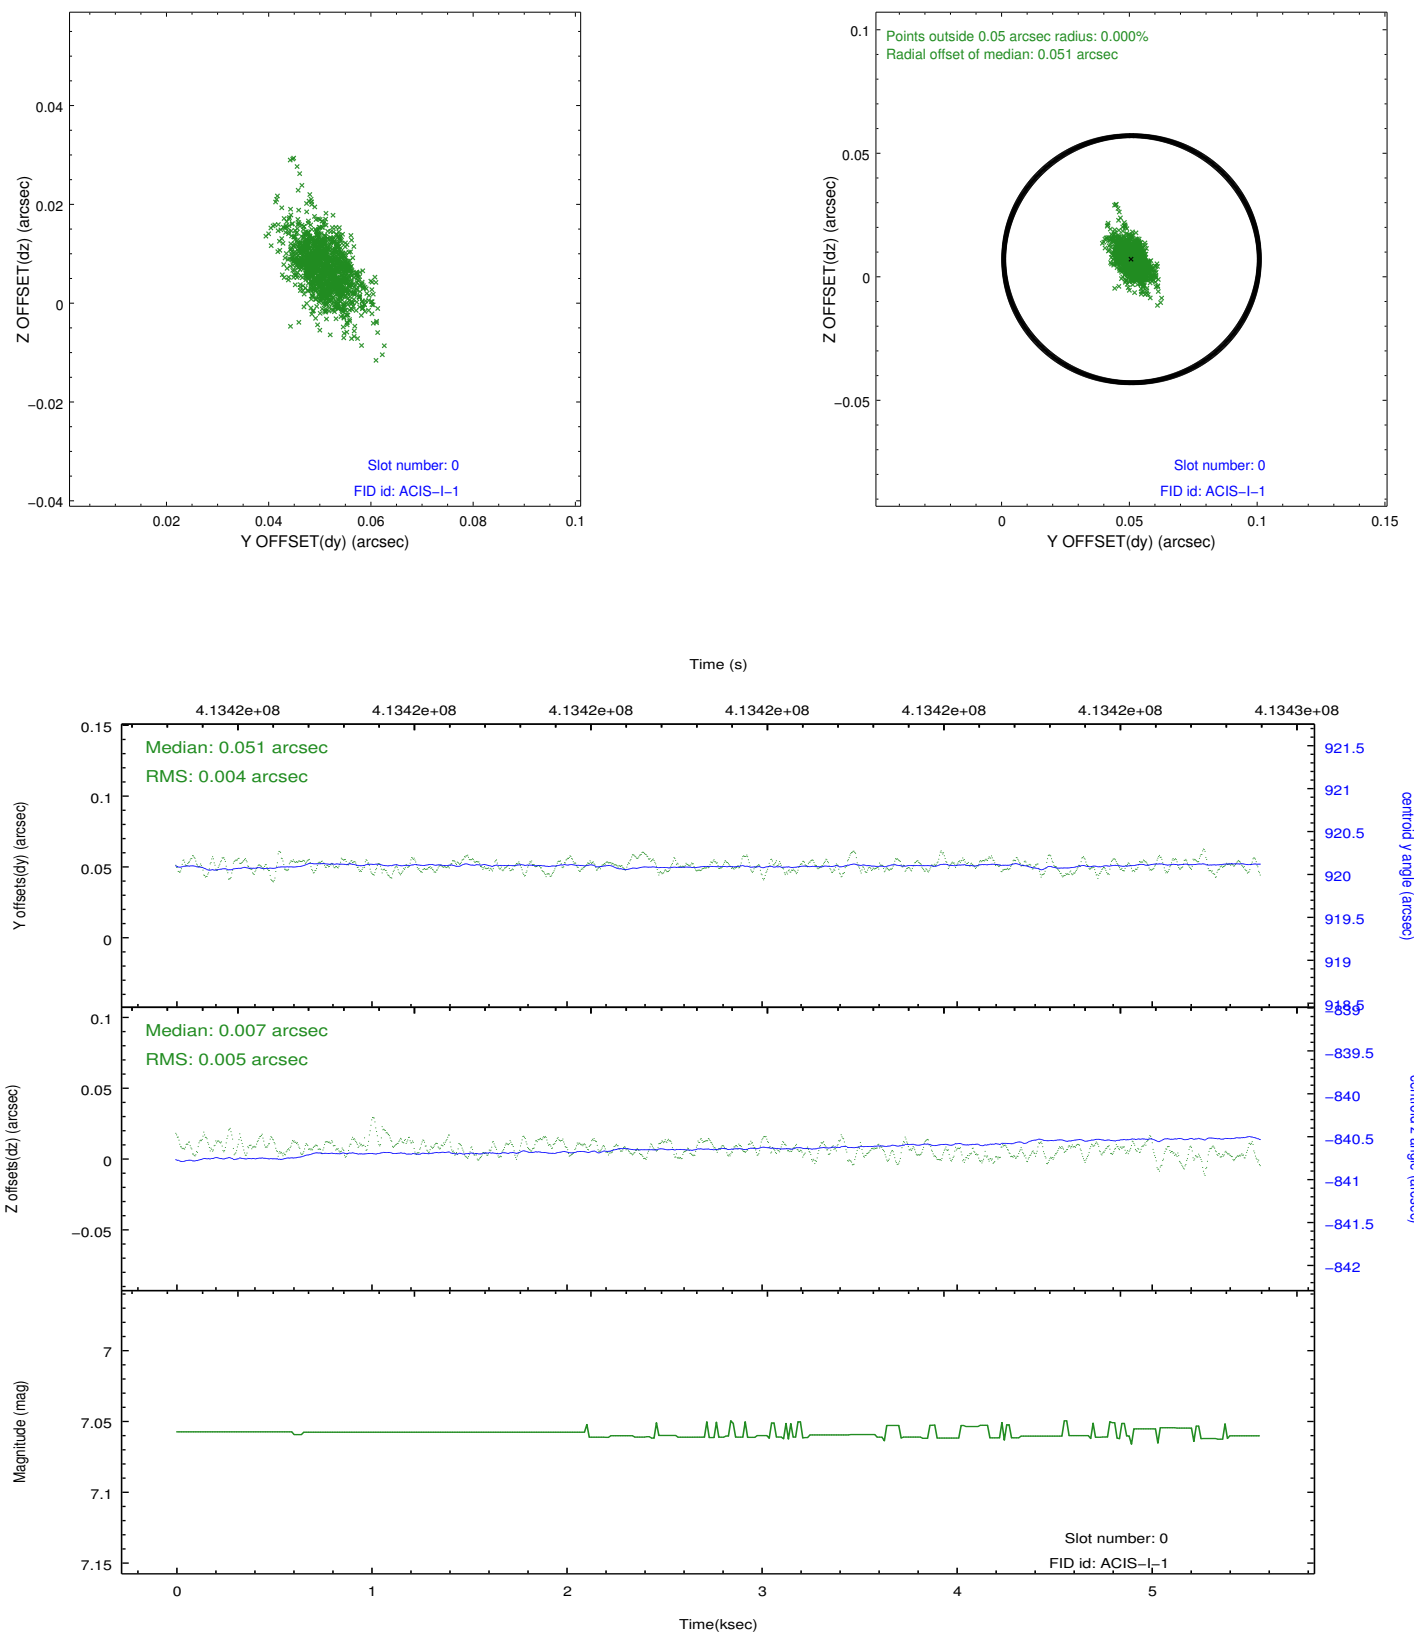 0.04
0.02
0
−0.02
−0.04
Z OFFSET(dz) (arcsec)
Slot number: 0
FID id: ACIS−I−1
0.02 0.04 0.06 0.08 0.1
Y OFFSET(dy) (arcsec)
Points outside 0.05 arcsec radius: 0.000%
Radial offset of median: 0.051 arcsec
0.1
0.05
0
−0.05
Z OFFSET(dz) (arcsec)
Slot number: 0
FID id: ACIS−I−1
0 0.05 0.1 0.15
Y OFFSET(dy) (arcsec)
Time (s)
4.1342e+08 4.1342e+08 4.1342e+08 4.1342e+08 4.1342e+08 4.1342e+08 4.1343e+08
Median: 0.051 arcsec
RMS: 0.004 arcsec
0.15
0.1
0.05
0
Y offsets(dy) (arcsec)
921.5
921
920.5
920
919.5
919
918.5
centroid y angle (arcsec)
Median: 0.007 arcsec
RMS: 0.005 arcsec
0.1
0.05
0
−0.05
Z offsets(dz) (arcsec)
−839
−839.5
−840
−840.5
−841
−841.5
−842
centroid z angle (arcsec)
7
7.05
7.1
7.15
Magnitude (mag)
Slot number: 0
FID id: ACIS−I−1
0 1 2 3 4 5
Time(ksec)